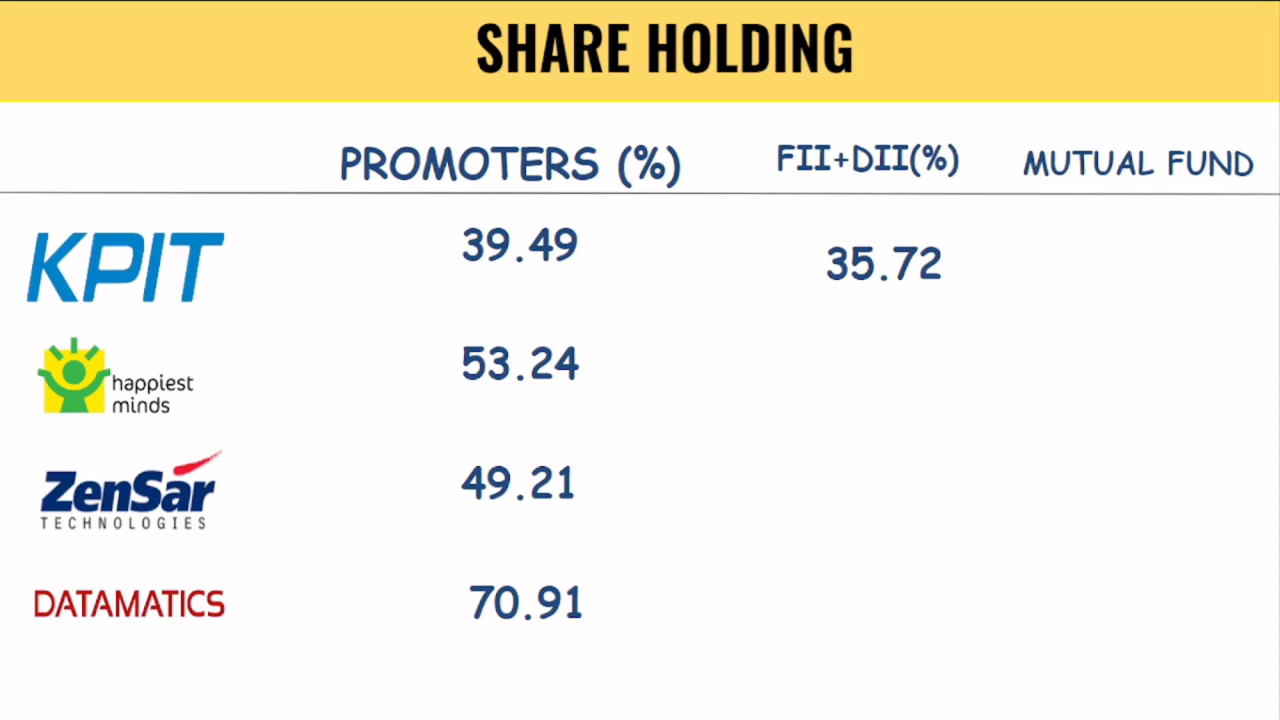 SHARE HOLDING
PROMOTERS (%) FII+DII(%) MUTUAL FUND
KPIT 39.49 35.72
happiest minds 53.24
ZenSar TECHNOLOGIES 49.21
DATAMATICS 70.91